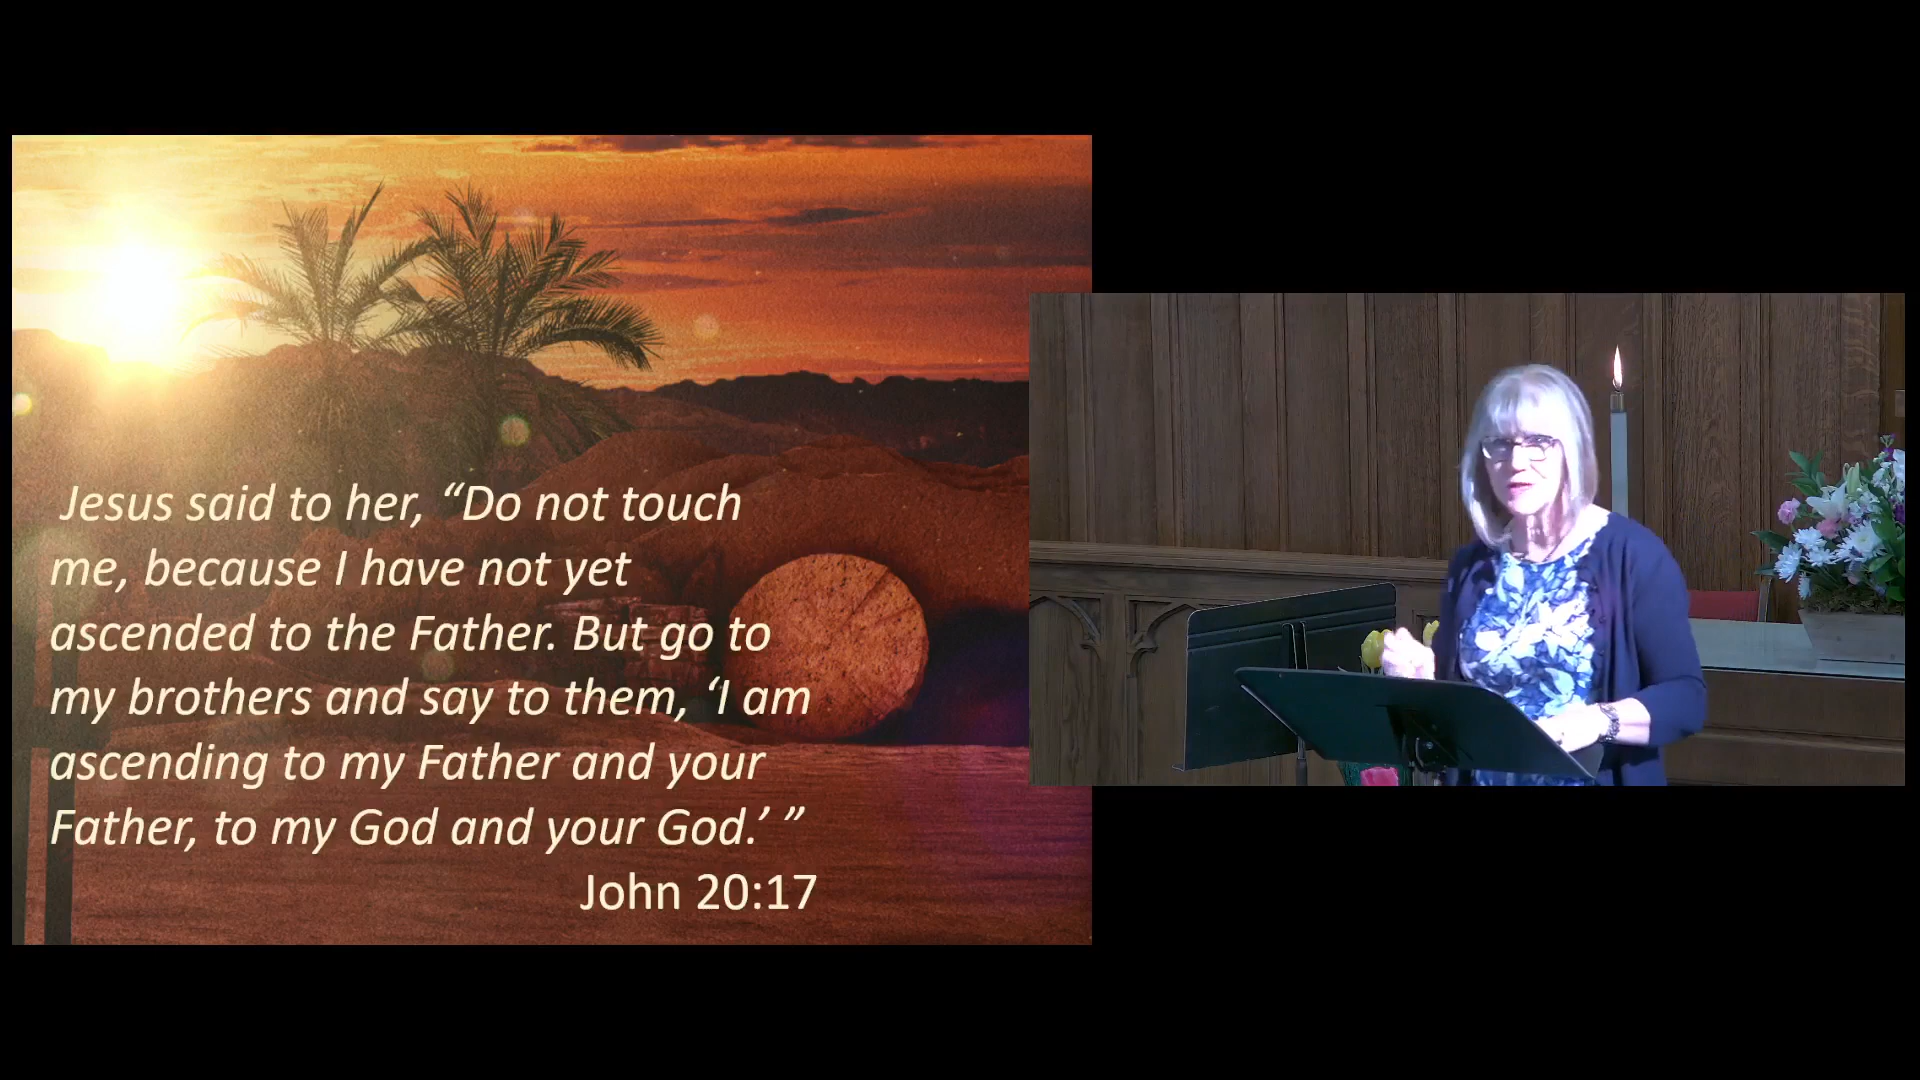 Jesus said to her, “Do not touch
me, because I have not yet
ascended to the Father. But go to
my brothers and say to them, ‘I am
ascending to my Father and your
Father, to my God and your God.’ ”
John 20:17